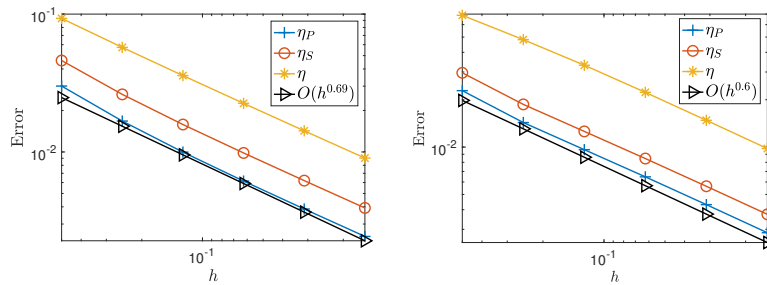 10^{-1}
η_P
η_S
η
O(h^{0.69})
Error
10^{-2}
10^{-1}
h
η_P
η_S
η
O(h^{0.6})
Error
10^{-2}
10^{-1}
h